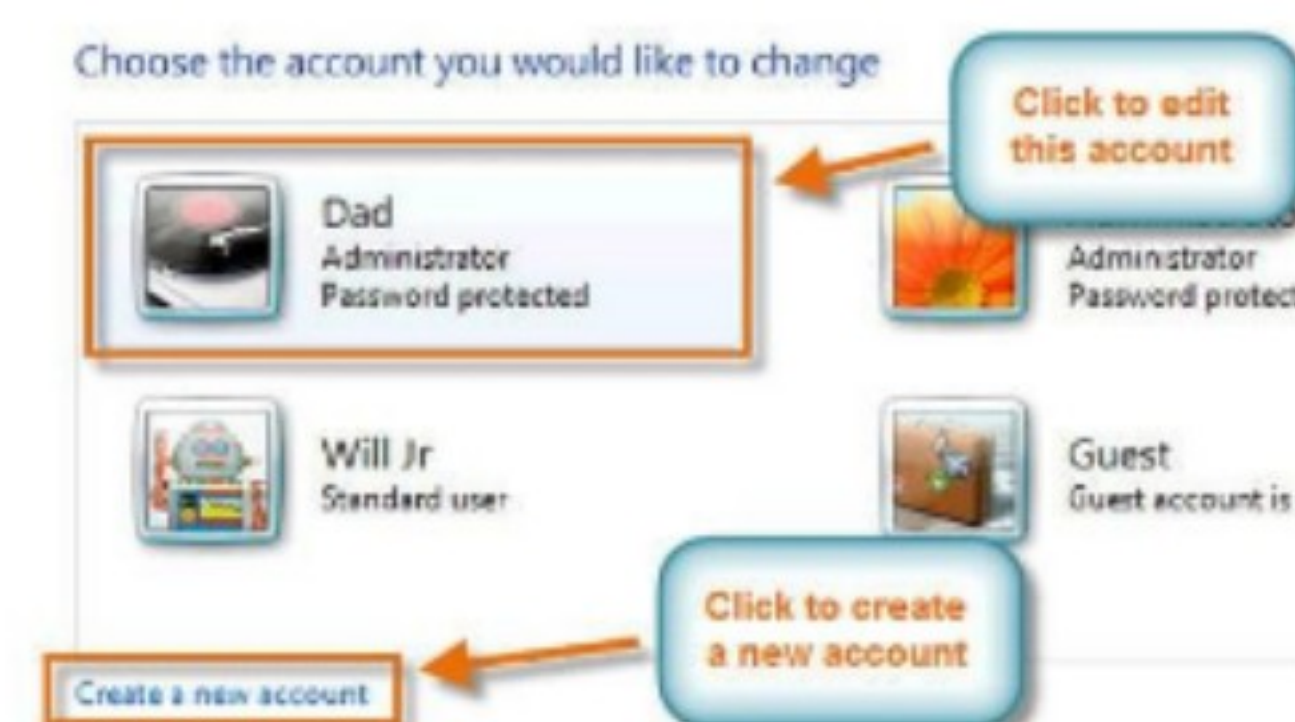 Choose the account you would like to change
Click to edit
this account
Dad
Administrator
Password protected
Administrator
Password protect
Will Jr
Standard user
Guest
Guest account is
Click to create
a new account
Create a new account